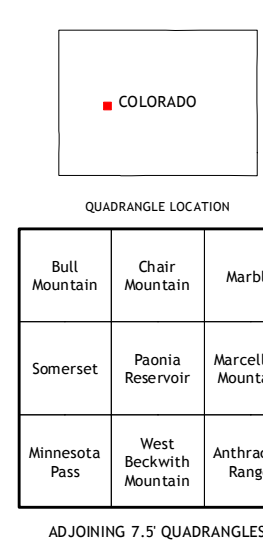 COLORADO
QUADRANGLE LOCATION
Bull
Mountain
Chair
Mountain
Somerset
Paonia
Reservoir
Minnesota
Pass
West
Beckwith
Mountain
ADJOINING 7.5' QUADRANGLES